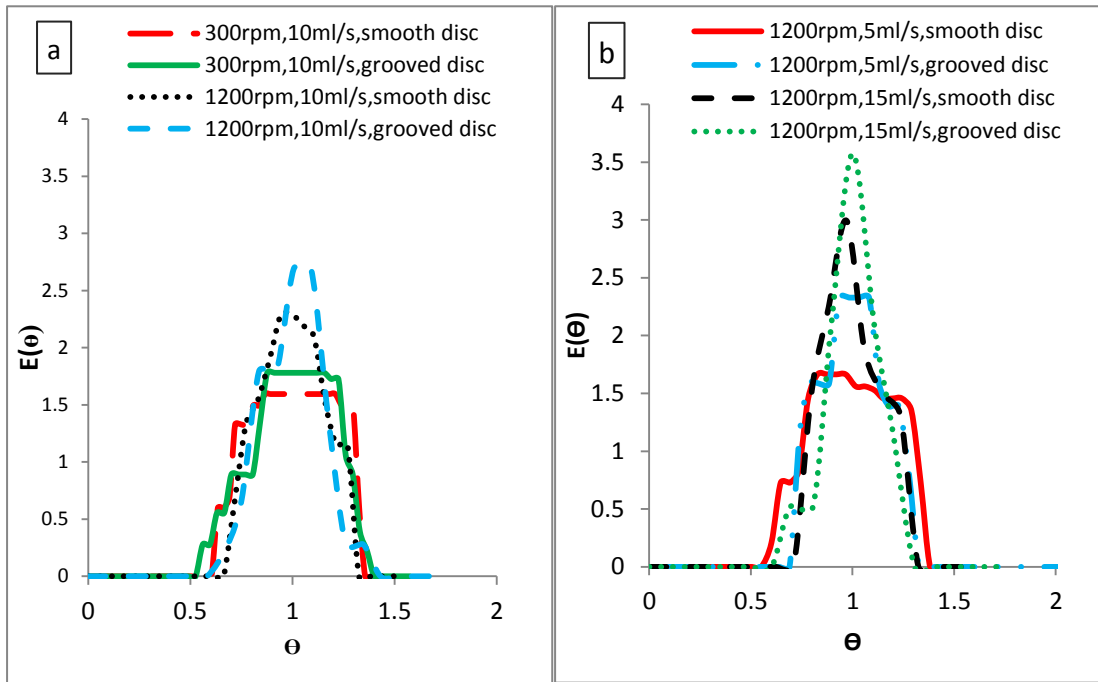 a
300rpm,10ml/s,smooth disc
300rpm,10ml/s,grooved disc
1200rpm,10ml/s,smooth disc
1200rpm,10ml/s,grooved disc
4
3.5
3
2.5
2
1.5
1
0.5
0
E(ө)
0 0.5 1 1.5 2
ө
b
1200rpm,5ml/s,smooth disc
1200rpm,5ml/s,grooved disc
1200rpm,15ml/s,smooth disc
1200rpm,15ml/s,grooved disc
4
3.5
3
2.5
2
1.5
1
0.5
0
E(Ө)
0 0.5 1 1.5 2
Ө